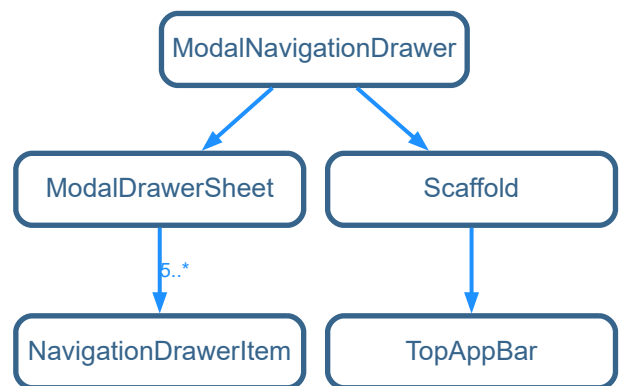 ModalNavigationDrawer
ModalDrawerSheet
Scaffold
5..*
NavigationDrawerItem
TopAppBar